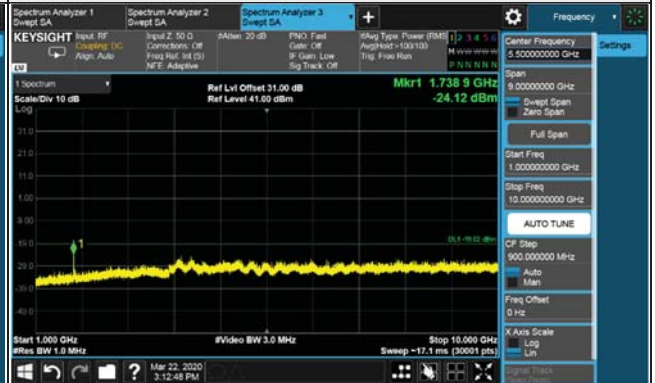 Spectrum Analyzer 1
Swept SA
Spectrum Analyzer 2
Swept SA
Spectrum Analyzer 3
Swept SA
+
Frequency
KEYSIGHT
Input: RF
Coupling: DC
Align: Auto
Input Z: 50 Ω
Corrections: Off
Freq Ref: Int (S)
NFE: Adaptive
#Atten: 20 dB
PNO: Fast
Gate: Off
IF Gain: Low
Sig Track: Off
#Avg Type: Power (RMS)
Avg|Hold >100/100
Trig: Free Run
1 2 3 4 5 6
M W W W W W
P N N N N N
Center Frequency
5.500000000 GHz
Settings
Span
9.00000000 GHz
Swept Span
Zero Span
Full Span
Start Freq
1.000000000 GHz
Stop Freq
10.000000000 GHz
AUTO TUNE
CF Step
900.000000 MHz
Auto
Man
Freq Offset
0 Hz
X Axis Scale
Log
Lin
Signal Track
1 Spectrum
Scale/Div 10 dB
Log
Ref Lvl Offset 31.00 dB
Ref Level 41.00 dBm
Mkr1 1.738 9 GHz
-24.12 dBm
31.0
21.0
11.0
1.00
-9.00
-19.0
-29.0
-39.0
-49.0
1
Start 1.000 GHz
#Res BW 1.0 MHz
#Video BW 3.0 MHz
Stop 10.000 GHz
Sweep ~17.1 ms (30001 pts)
?
Mar 22, 2020
3:12:48 PM